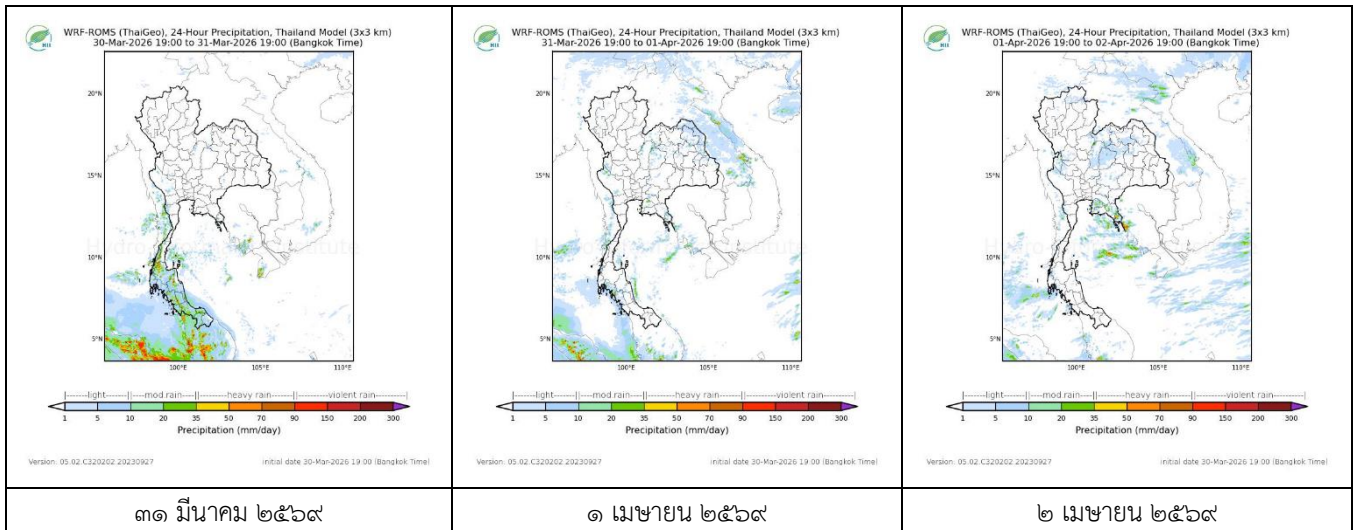 WRF-ROMS (ThaiGeo), 24-Hour Precipitation, Thailand Model (3x3 km)
30-Mar-2026 19:00 to 31-Mar-2026 19:00 (Bangkok Time)
20°N
15°N
10°N
5°N
100°E
105°E
110°E
light
mod rain
heavy rain
violent rain
1 5 10 20 35 50 70 90 150 200 300
Precipitation (mm/day)
Version: 05.02.C320202.20230927
initial date 30-Mar-2026 19:00 (Bangkok Time)
๓๑ มีนาคม ๒๕๖๙
WRF-ROMS (ThaiGeo), 24-Hour Precipitation, Thailand Model (3x3 km)
31-Mar-2026 19:00 to 01-Apr-2026 19:00 (Bangkok Time)
20°N
15°N
10°N
5°N
100°E
105°E
110°E
light
mod rain
heavy rain
violent rain
1 5 10 20 35 50 70 90 150 200 300
Precipitation (mm/day)
Version: 05.02.C320202.20230927
initial date 30-Mar-2026 19:00 (Bangkok Time)
๑ เมษายน ๒๕๖๙
WRF-ROMS (ThaiGeo), 24-Hour Precipitation, Thailand Model (3x3 km)
01-Apr-2026 19:00 to 02-Apr-2026 19:00 (Bangkok Time)
20°N
15°N
10°N
5°N
100°E
105°E
110°E
light
mod rain
heavy rain
violent rain
1 5 10 20 35 50 70 90 150 200 300
Precipitation (mm/day)
Version: 05.02.C320202.20230927
initial date 30-Mar-2026 19:00 (Bangkok Time)
๒ เมษายน ๒๕๖๙